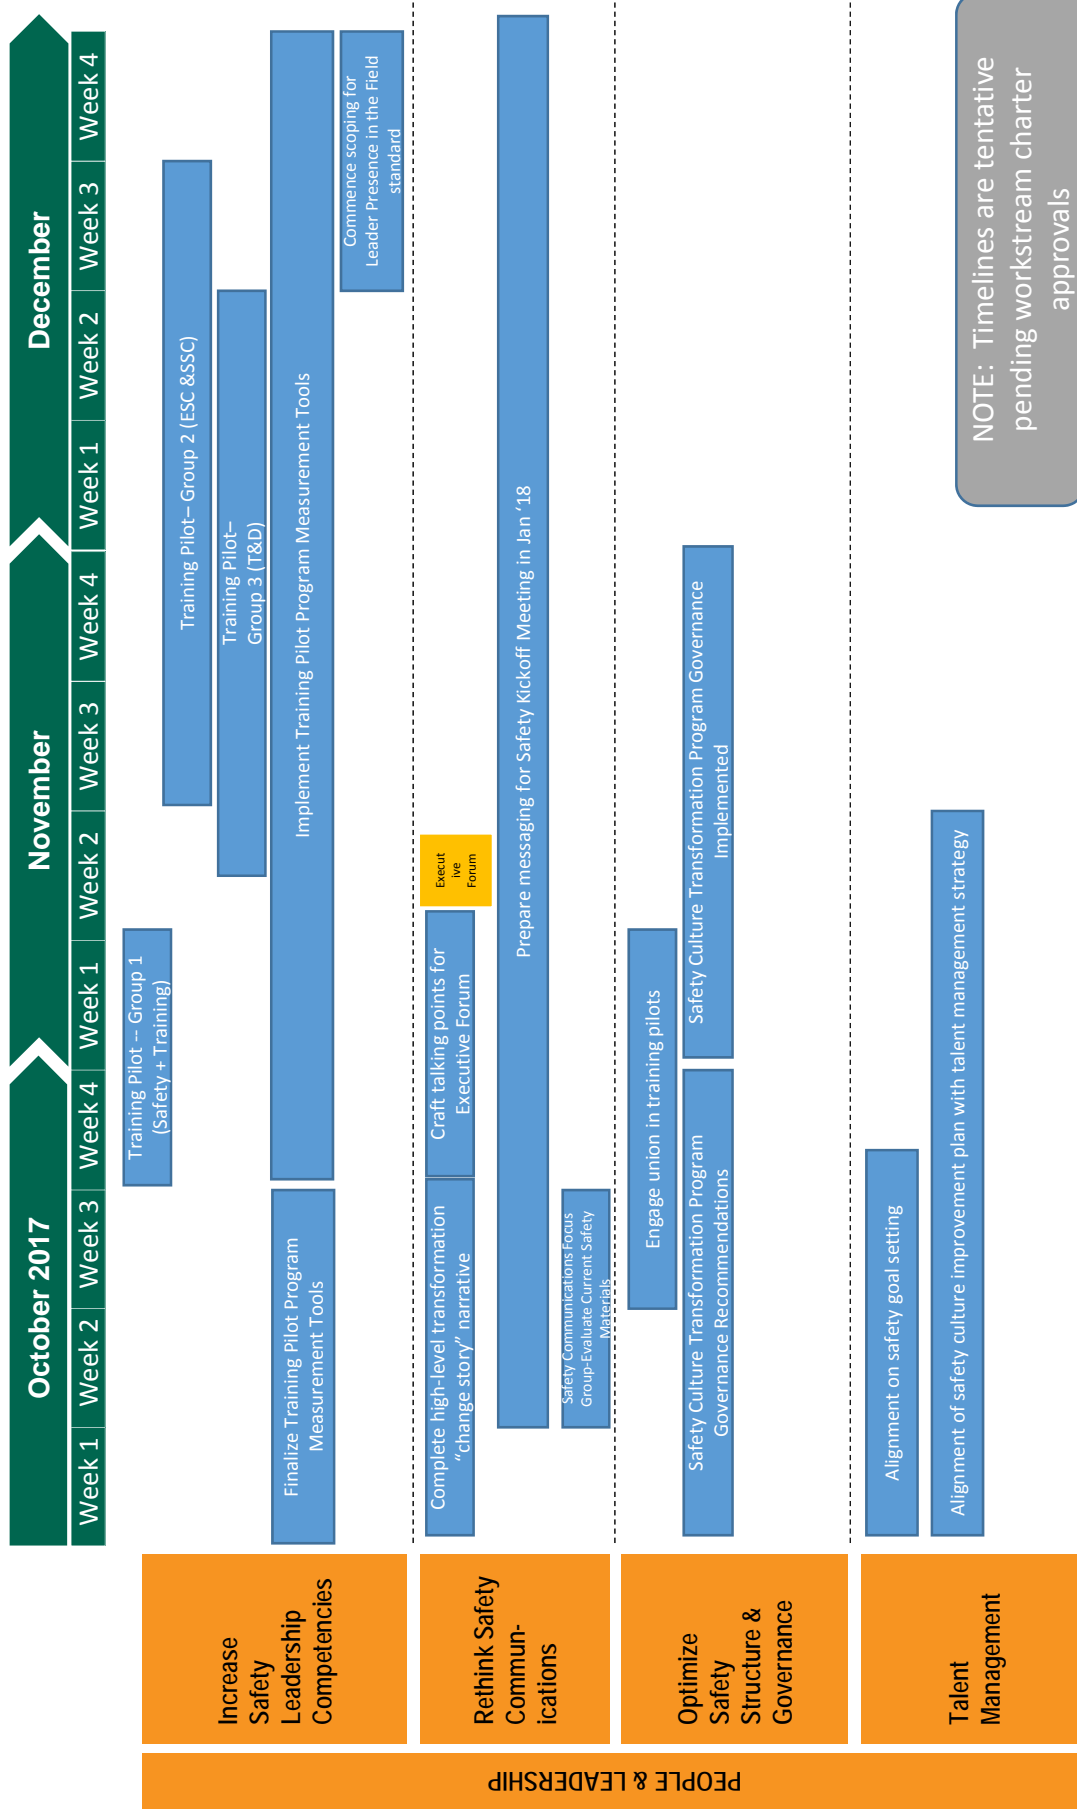 October 2017
November
December
Week 1
Week 2
Week 3
Week 4
Week 1
Week 2
Week 3
Week 4
Week 1
Week 2
Week 3
Week 4
PEOPLE & LEADERSHIP
Increase
Safety
Leadership
Competencies
Training Pilot -- Group 1
(Safety + Training)
Training Pilot– Group 2 (ESC &SSC)
Training Pilot–
Group 3 (T&D)
Finalize Training Pilot Program
Measurement Tools
Implement Training Pilot Program Measurement Tools
Commence scoping for
Leader Presence in the Field
standard
Rethink Safety
Commun-
ications
Complete high-level transformation
“change story” narrative
Craft talking points for
Executive Forum
Execut
ive
Forum
Prepare messaging for Safety Kickoff Meeting in Jan ‘18
Safety Communications Focus
Group-Evaluate Current Safety
Materials
Optimize
Safety
Structure &
Governance
Engage union in training pilots
Safety Culture Transformation Program
Governance Recommendations
Safety Culture Transformation Program Governance
Implemented
Talent
Management
Alignment on safety goal setting
Alignment of safety culture improvement plan with talent management strategy
NOTE:  Timelines are tentative
pending workstream charter
approvals